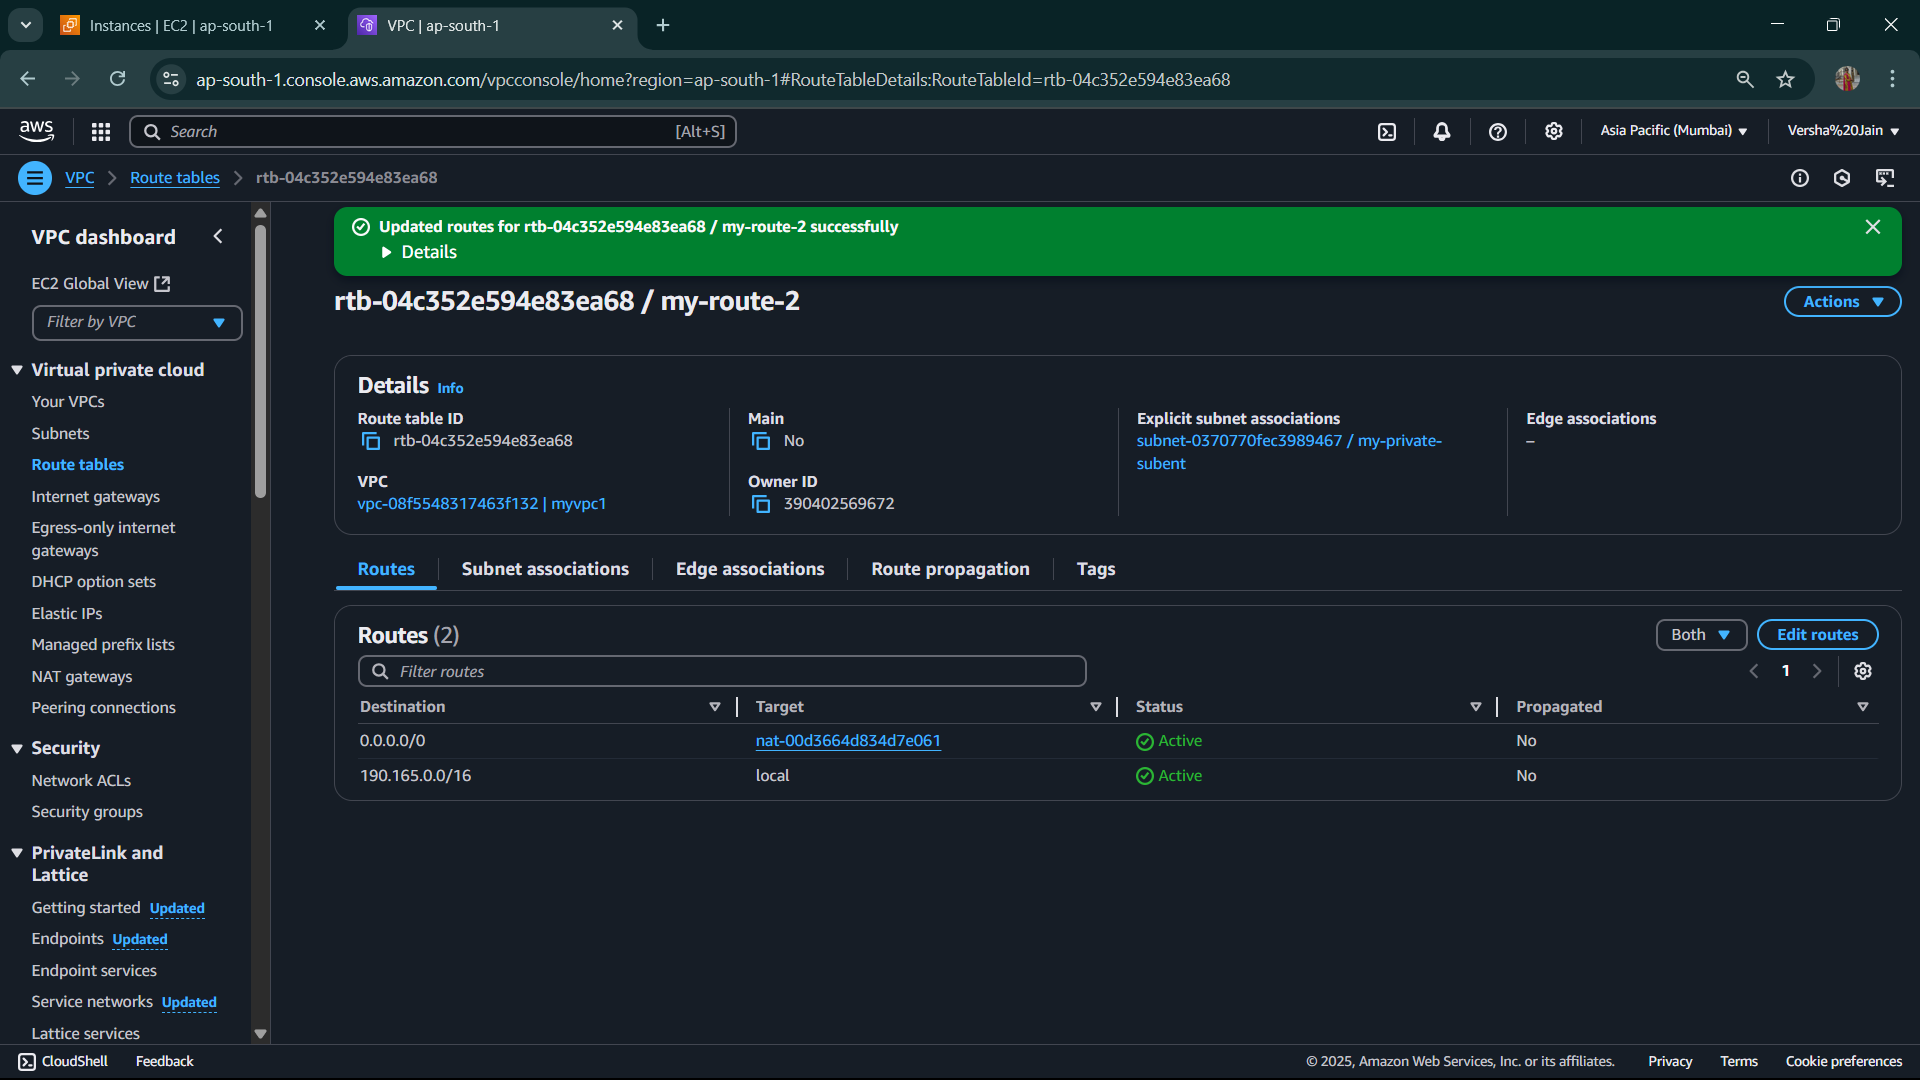 Instances | EC2 | ap-south-1
VPC | ap-south-1
ap-south-1.console.aws.amazon.com/vpcconsole/home?region=ap-south-1#RouteTableDetails:RouteTableId=rtb-04c352e594e83ea68
aws
Search
[Alt+S]
Asia Pacific (Mumbai)
Versha%20Jain
VPC
Route tables
rtb-04c352e594e83ea68
VPC dashboard
EC2 Global View
Filter by VPC
Virtual private cloud
Your VPCs
Subnets
Route tables
Internet gateways
Egress-only internet
gateways
DHCP option sets
Elastic IPs
Managed prefix lists
NAT gateways
Peering connections
Security
Network ACLs
Security groups
PrivateLink and
Lattice
Getting started Updated
Endpoints Updated
Endpoint services
Service networks Updated
Lattice services
Updated routes for rtb-04c352e594e83ea68 / my-route-2 successfully
Details
rtb-04c352e594e83ea68 / my-route-2
Actions
Details Info
Route table ID
rtb-04c352e594e83ea68
VPC
vpc-08f5548317463f132 | myvpc1
Main
No
Owner ID
390402569672
Explicit subnet associations
subnet-0370770fec3989467 / my-private-
subent
Edge associations
–
Routes
Subnet associations
Edge associations
Route propagation
Tags
Routes (2)
Both
Edit routes
Filter routes
1
Destination Target Status Propagated
0.0.0.0/0 nat-00d3664d834d7e061 Active No
190.165.0.0/16 local Active No
CloudShell
Feedback
© 2025, Amazon Web Services, Inc. or its affiliates.
Privacy
Terms
Cookie preferences